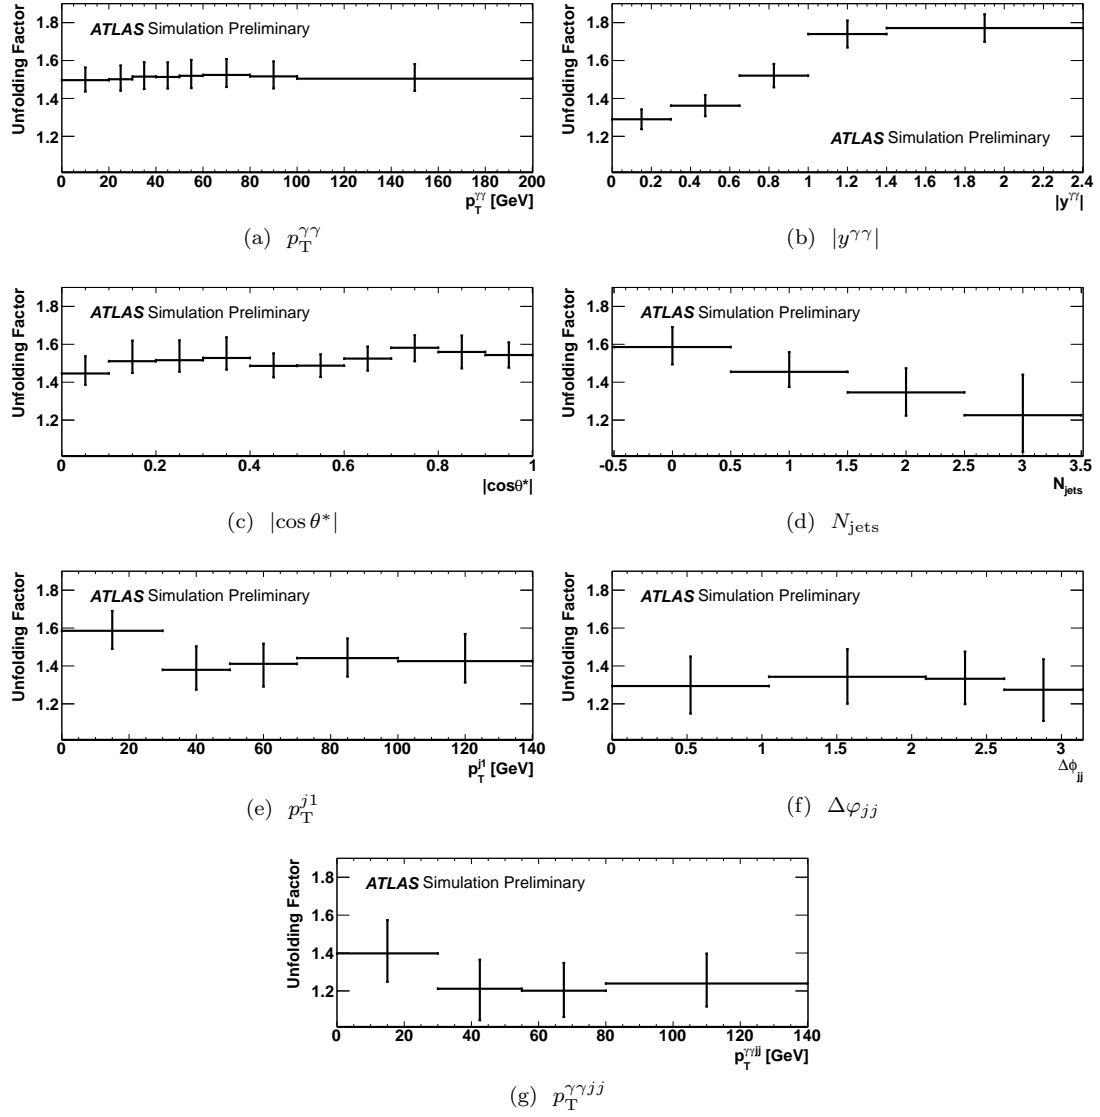 Unfolding Factor
1.8
1.6
1.4
1.2
ATLAS Simulation Preliminary
0 20 40 60 80 100 120 140 160 180 200
p_T^γγ [GeV]
(a) p_T^γγ
Unfolding Factor
1.8
1.6
1.4
1.2
ATLAS Simulation Preliminary
0 0.2 0.4 0.6 0.8 1 1.2 1.4 1.6 1.8 2 2.2 2.4
|y^γγ|
(b) |y^γγ|
Unfolding Factor
1.8
1.6
1.4
1.2
ATLAS Simulation Preliminary
0 0.2 0.4 0.6 0.8 1
|cosθ*|
(c) |cos θ*|
Unfolding Factor
1.8
1.6
1.4
1.2
ATLAS Simulation Preliminary
-0.5 0 0.5 1 1.5 2 2.5 3 3.5
N_jets
(d) N_jets
Unfolding Factor
1.8
1.6
1.4
1.2
ATLAS Simulation Preliminary
0 20 40 60 80 100 120 140
p_T^j1 [GeV]
(e) p_T^j1
Unfolding Factor
1.8
1.6
1.4
1.2
ATLAS Simulation Preliminary
0 0.5 1 1.5 2 2.5 3
Δϕ_jj
(f) Δφ_jj
Unfolding Factor
1.8
1.6
1.4
1.2
ATLAS Simulation Preliminary
0 20 40 60 80 100 120 140
p_T^γγjj [GeV]
(g) p_T^γγjj